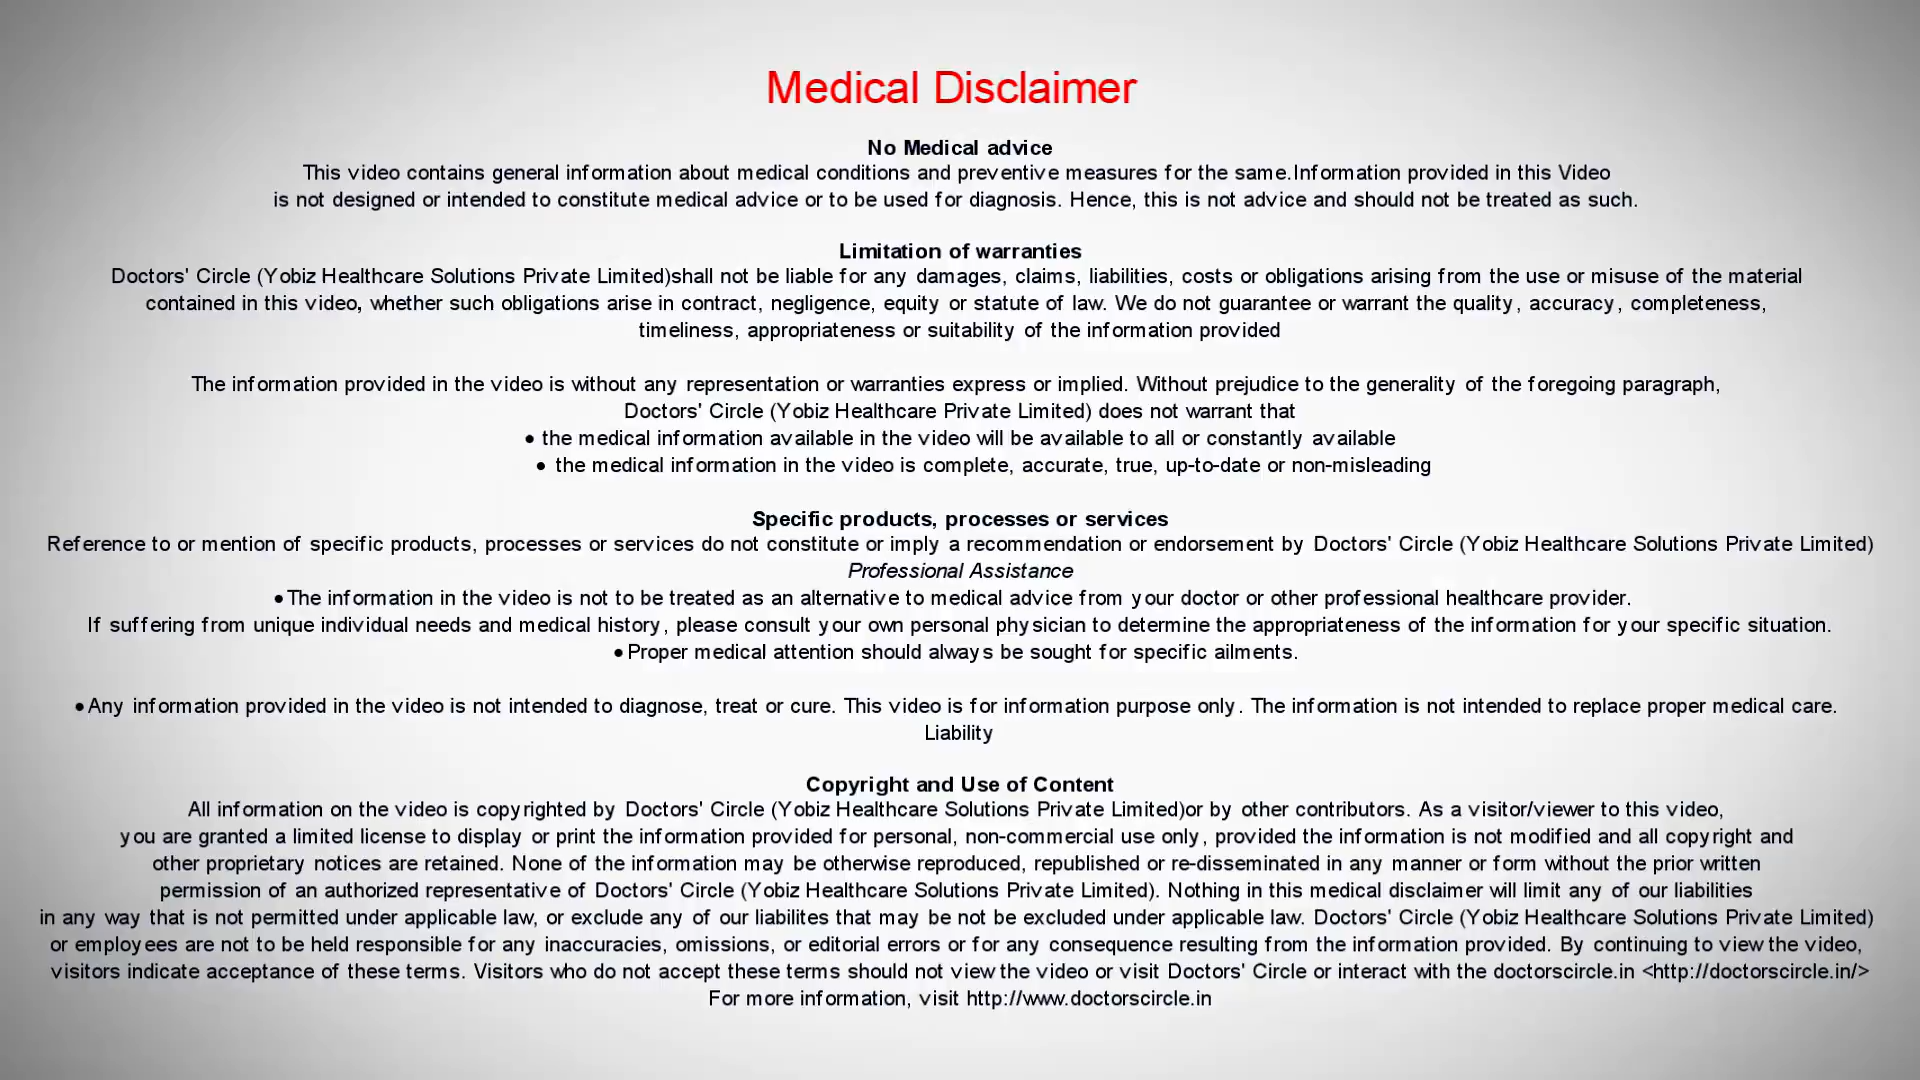 Medical Disclaimer
No Medical advice
This video contains general information about medical conditions and preventive measures for the same.Information provided in this Video
is not designed or intended to constitute medical advice or to be used for diagnosis. Hence, this is not advice and should not be treated as such.
Limitation of warranties
Doctors' Circle (Yobiz Healthcare Solutions Private Limited)shall not be liable for any damages, claims, liabilities, costs or obligations arising from the use or misuse of the material
contained in this video, whether such obligations arise in contract, negligence, equity or statute of law. We do not guarantee or warrant the quality, accuracy, completeness,
timeliness, appropriateness or suitability of the information provided
The information provided in the video is without any representation or warranties express or implied. Without prejudice to the generality of the foregoing paragraph,
Doctors' Circle (Yobiz Healthcare Private Limited) does not warrant that
• the medical information available in the video will be available to all or constantly available
• the medical information in the video is complete, accurate, true, up-to-date or non-misleading
Specific products, processes or services
Reference to or mention of specific products, processes or services do not constitute or imply a recommendation or endorsement by Doctors' Circle (Yobiz Healthcare Solutions Private Limited)
Professional Assistance
•The information in the video is not to be treated as an alternative to medical advice from your doctor or other professional healthcare provider.
If suffering from unique individual needs and medical history, please consult your own personal physician to determine the appropriateness of the information for your specific situation.
•Proper medical attention should always be sought for specific ailments.
•Any information provided in the video is not intended to diagnose, treat or cure. This video is for information purpose only. The information is not intended to replace proper medical care.
Liability
Copyright and Use of Content
All information on the video is copyrighted by Doctors' Circle (Yobiz Healthcare Solutions Private Limited)or by other contributors. As a visitor/viewer to this video,
you are granted a limited license to display or print the information provided for personal, non-commercial use only, provided the information is not modified and all copyright and
other proprietary notices are retained. None of the information may be otherwise reproduced, republished or re-disseminated in any manner or form without the prior written
permission of an authorized representative of Doctors' Circle (Yobiz Healthcare Solutions Private Limited). Nothing in this medical disclaimer will limit any of our liabilities
in any way that is not permitted under applicable law, or exclude any of our liabilites that may be not be excluded under applicable law. Doctors' Circle (Yobiz Healthcare Solutions Private Limited)
or employees are not to be held responsible for any inaccuracies, omissions, or editorial errors or for any consequence resulting from the information provided. By continuing to view the video,
visitors indicate acceptance of these terms. Visitors who do not accept these terms should not view the video or visit Doctors' Circle or interact with the doctorscircle.in <http://doctorscircle.in/>
For more information, visit http://www.doctorscircle.in